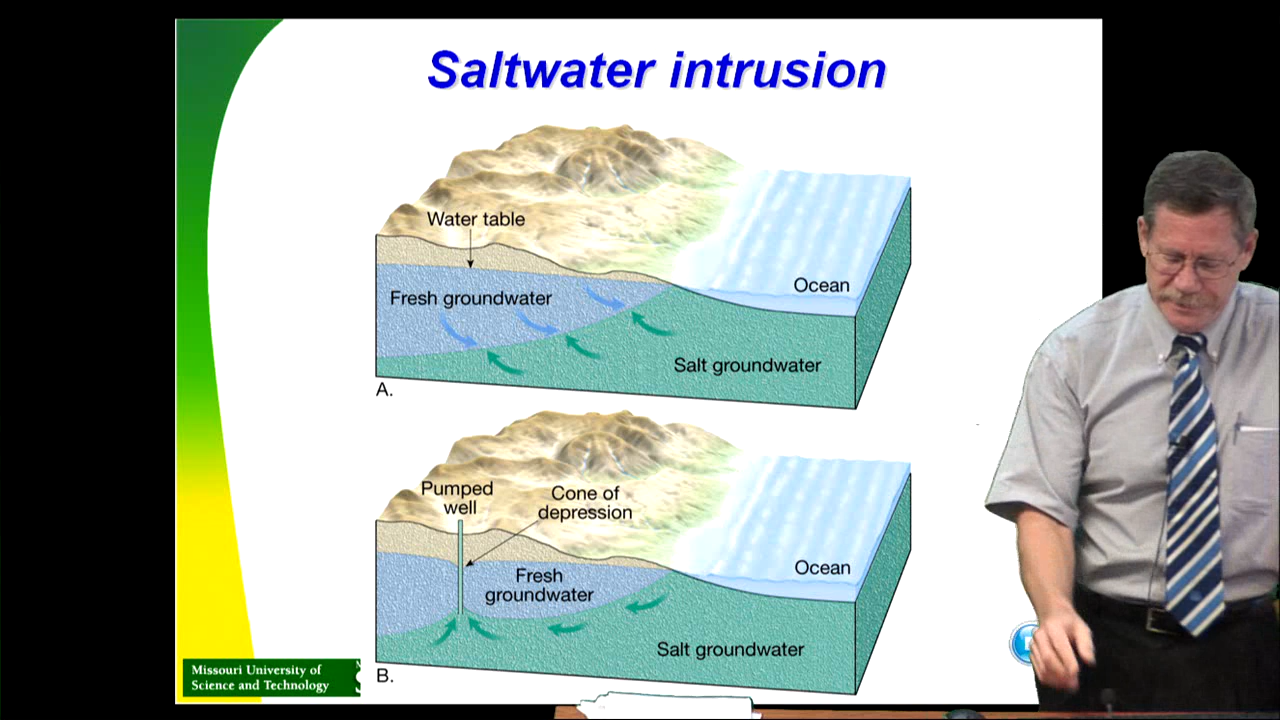 Saltwater intrusion
Water table
Fresh groundwater
Ocean
Salt groundwater
A.
Pumped
well
Cone of
depression
Fresh
groundwater
Ocean
Salt groundwater
B.
Missouri University of
Science and Technology